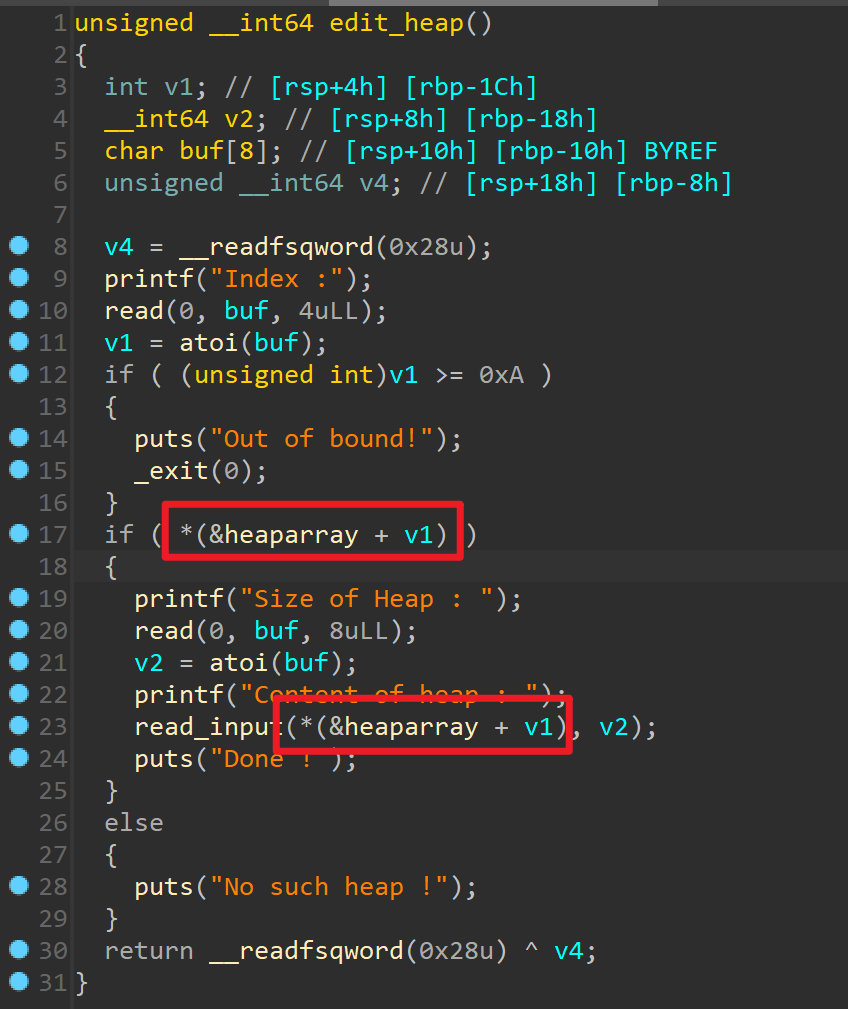 1 unsigned __int64 edit_heap()
2 {
3 int v1; // [rsp+4h] [rbp-1Ch]
4 __int64 v2; // [rsp+8h] [rbp-18h]
5 char buf[8]; // [rsp+10h] [rbp-10h] BYREF
6 unsigned __int64 v4; // [rsp+18h] [rbp-8h]
7
8 v4 = __readfsqword(0x28u);
9 printf("Index :");
10 read(0, buf, 4uLL);
11 v1 = atoi(buf);
12 if ( (unsigned int)v1 >= 0xA )
13 {
14 puts("Out of bound!");
15 _exit(0);
16 }
17 if ( *(&heaparray + v1) )
18 {
19 printf("Size of Heap : ");
20 read(0, buf, 8uLL);
21 v2 = atoi(buf);
22 printf("Content of heap : ");
23 read_input(*(&heaparray + v1), v2);
24 puts("Done !");
25 }
26 else
27 {
28 puts("No such heap !");
29 }
30 return __readfsqword(0x28u) ^ v4;
31 }